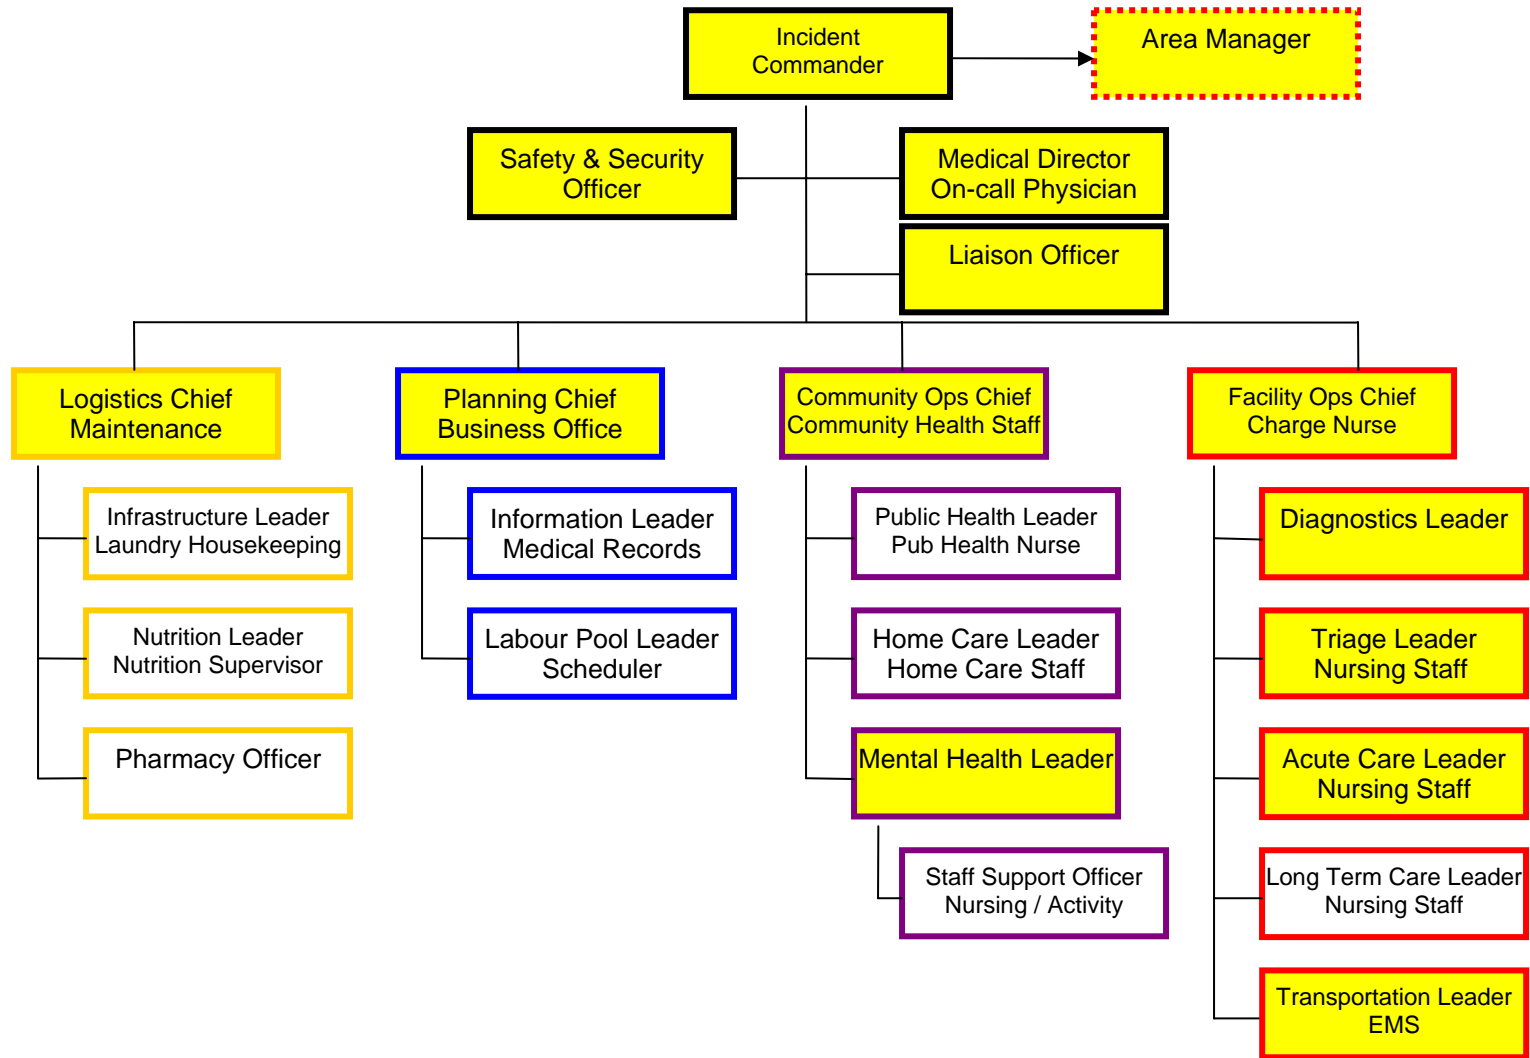 Incident
Commander
Area Manager
Safety & Security
Officer
Medical Director
On-call Physician
Liaison Officer
Logistics Chief
Maintenance
Planning Chief
Business Office
Community Ops Chief
Community Health Staff
Facility Ops Chief
Charge Nurse
Infrastructure Leader
Laundry Housekeeping
Nutrition Leader
Nutrition Supervisor
Pharmacy Officer
Information Leader
Medical Records
Labour Pool Leader
Scheduler
Public Health Leader
Pub Health Nurse
Home Care Leader
Home Care Staff
Mental Health Leader
Staff Support Officer
Nursing / Activity
Diagnostics Leader
Triage Leader
Nursing Staff
Acute Care Leader
Nursing Staff
Long Term Care Leader
Nursing Staff
Transportation Leader
EMS